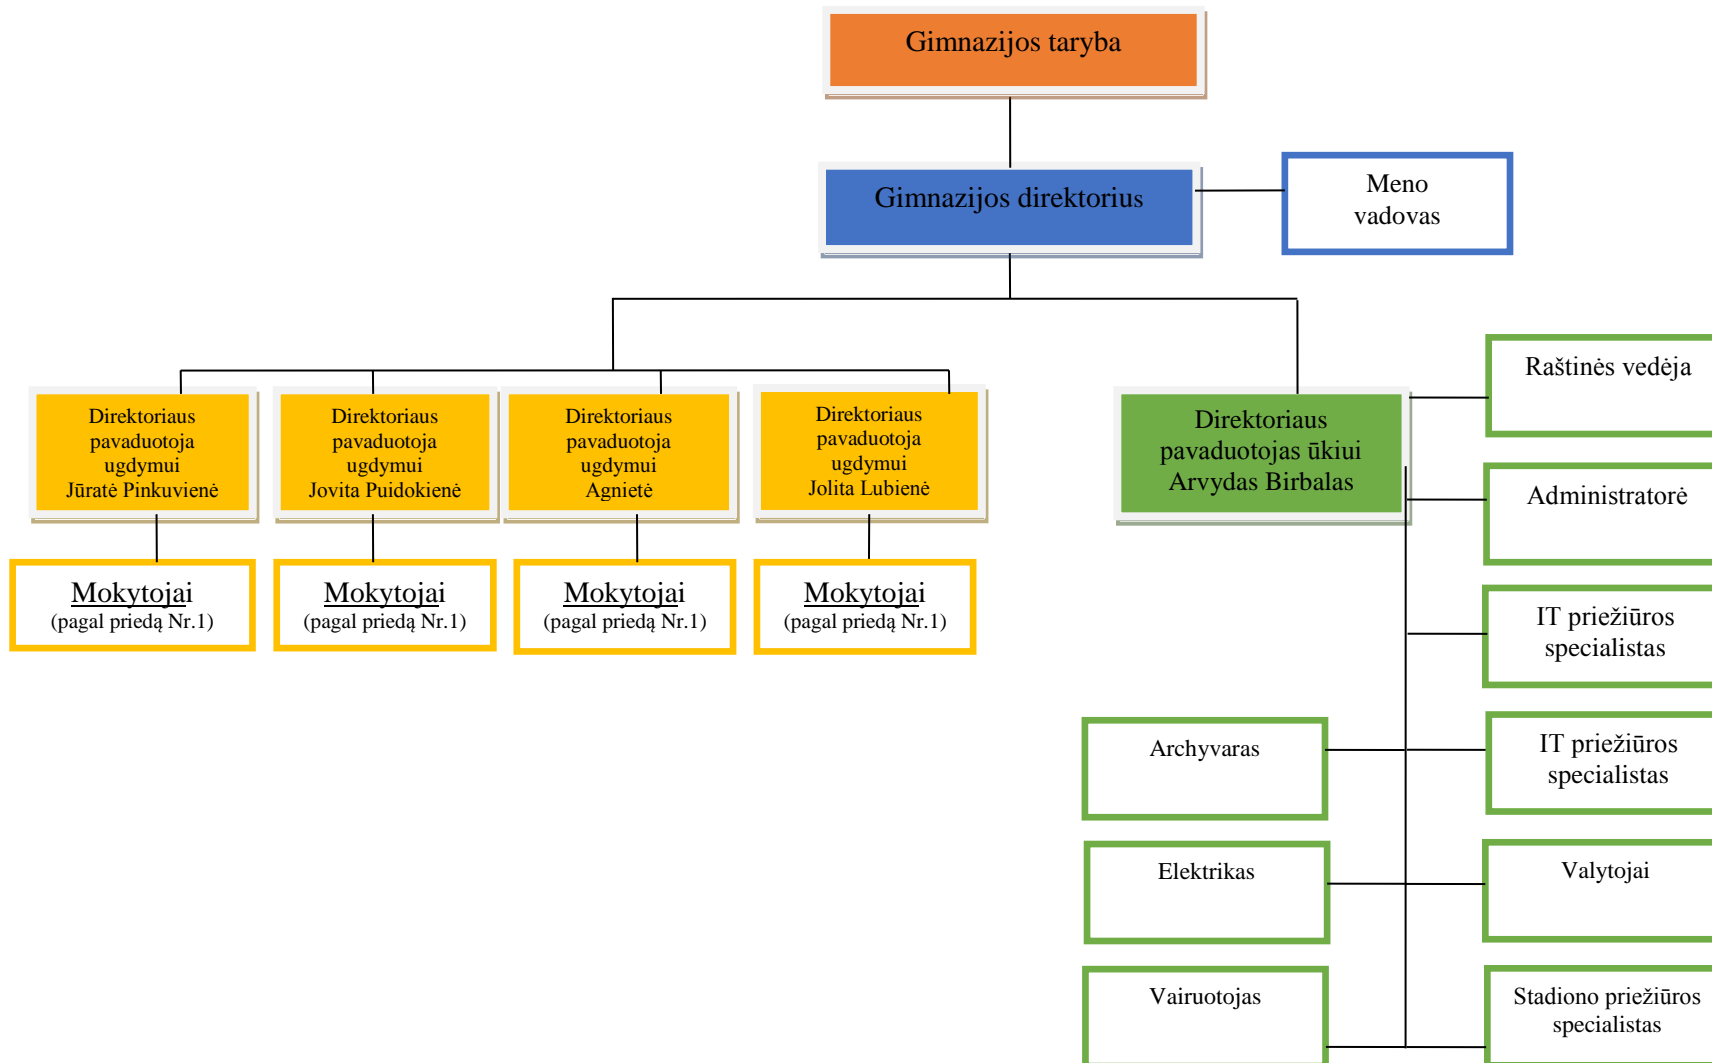 Gimnazijos taryba
Gimnazijos direktorius
Meno
vadovas
Direktoriaus
pavaduotoja
ugdymui
Jūratė Pinkuvienė
Direktoriaus
pavaduotoja
ugdymui
Jovita Puidokienė
Direktoriaus
pavaduotoja
ugdymui
Agnietė
Direktoriaus
pavaduotoja
ugdymui
Jolita Lubienė
Direktoriaus
pavaduotojas ūkiui
Arvydas Birbalas
Mokytojai
(pagal priedą Nr.1)
Mokytojai
(pagal priedą Nr.1)
Mokytojai
(pagal priedą Nr.1)
Mokytojai
(pagal priedą Nr.1)
Raštinės vedėja
Administratorė
IT priežiūros
specialistas
Archyvaras
IT priežiūros
specialistas
Elektrikas
Valytojai
Vairuotojas
Stadiono priežiūros
specialistas